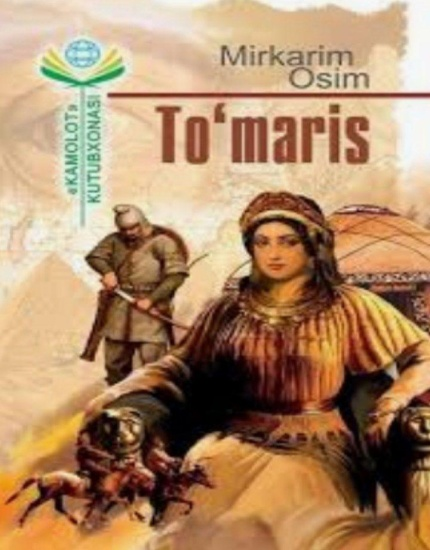 Mirkarim
Osim
To‘maris
«KAMOLOT»
KUTUBXONASI